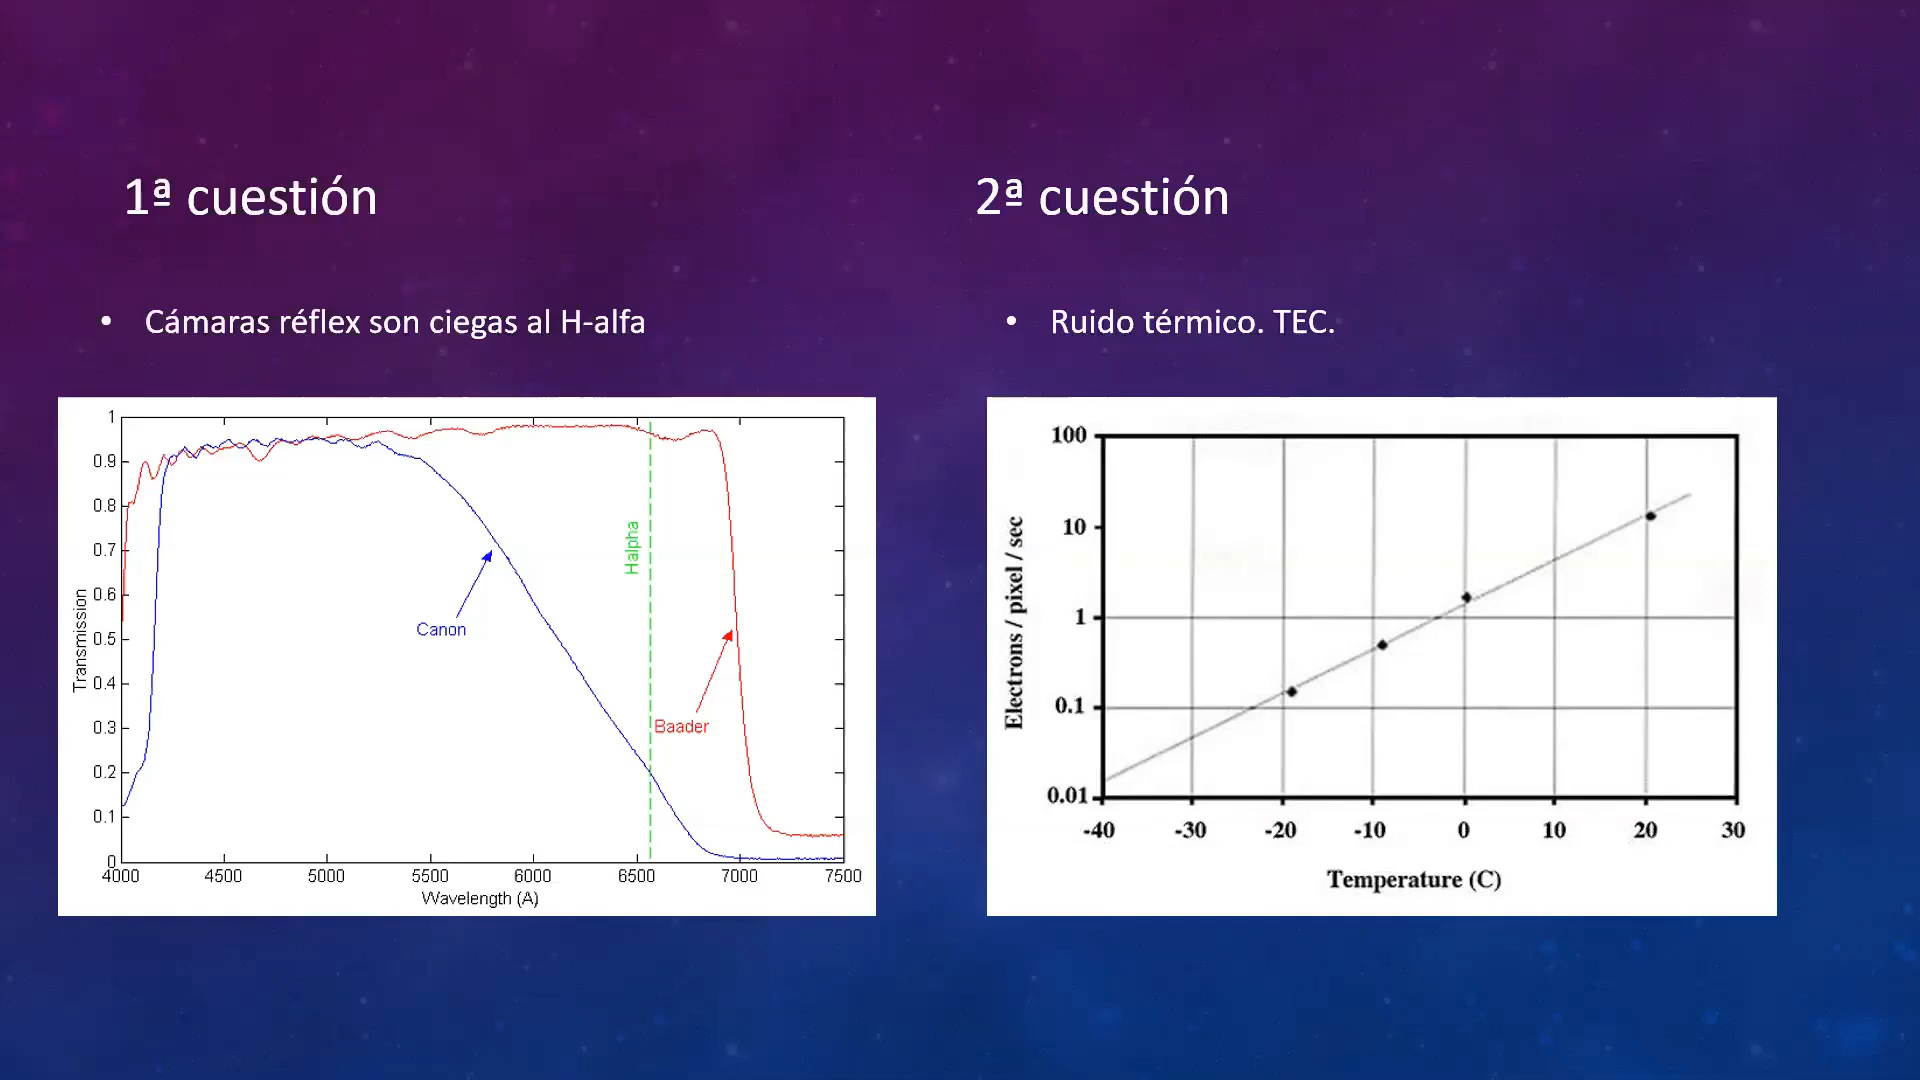 1ª cuestión
Cámaras réflex son ciegas al H-alfa
1
0.9
0.8
0.7
0.6
0.5
0.4
0.3
0.2
0.1
0
Transmission
Canon
Halpha
Baader
4000 4500 5000 5500 6000 6500 7000 7500
Wavelength (A)
2ª cuestión
Ruido térmico. TEC.
100
10
1
0.1
0.01
Electrons / pixel / sec
-40 -30 -20 -10 0 10 20 30
Temperature (C)